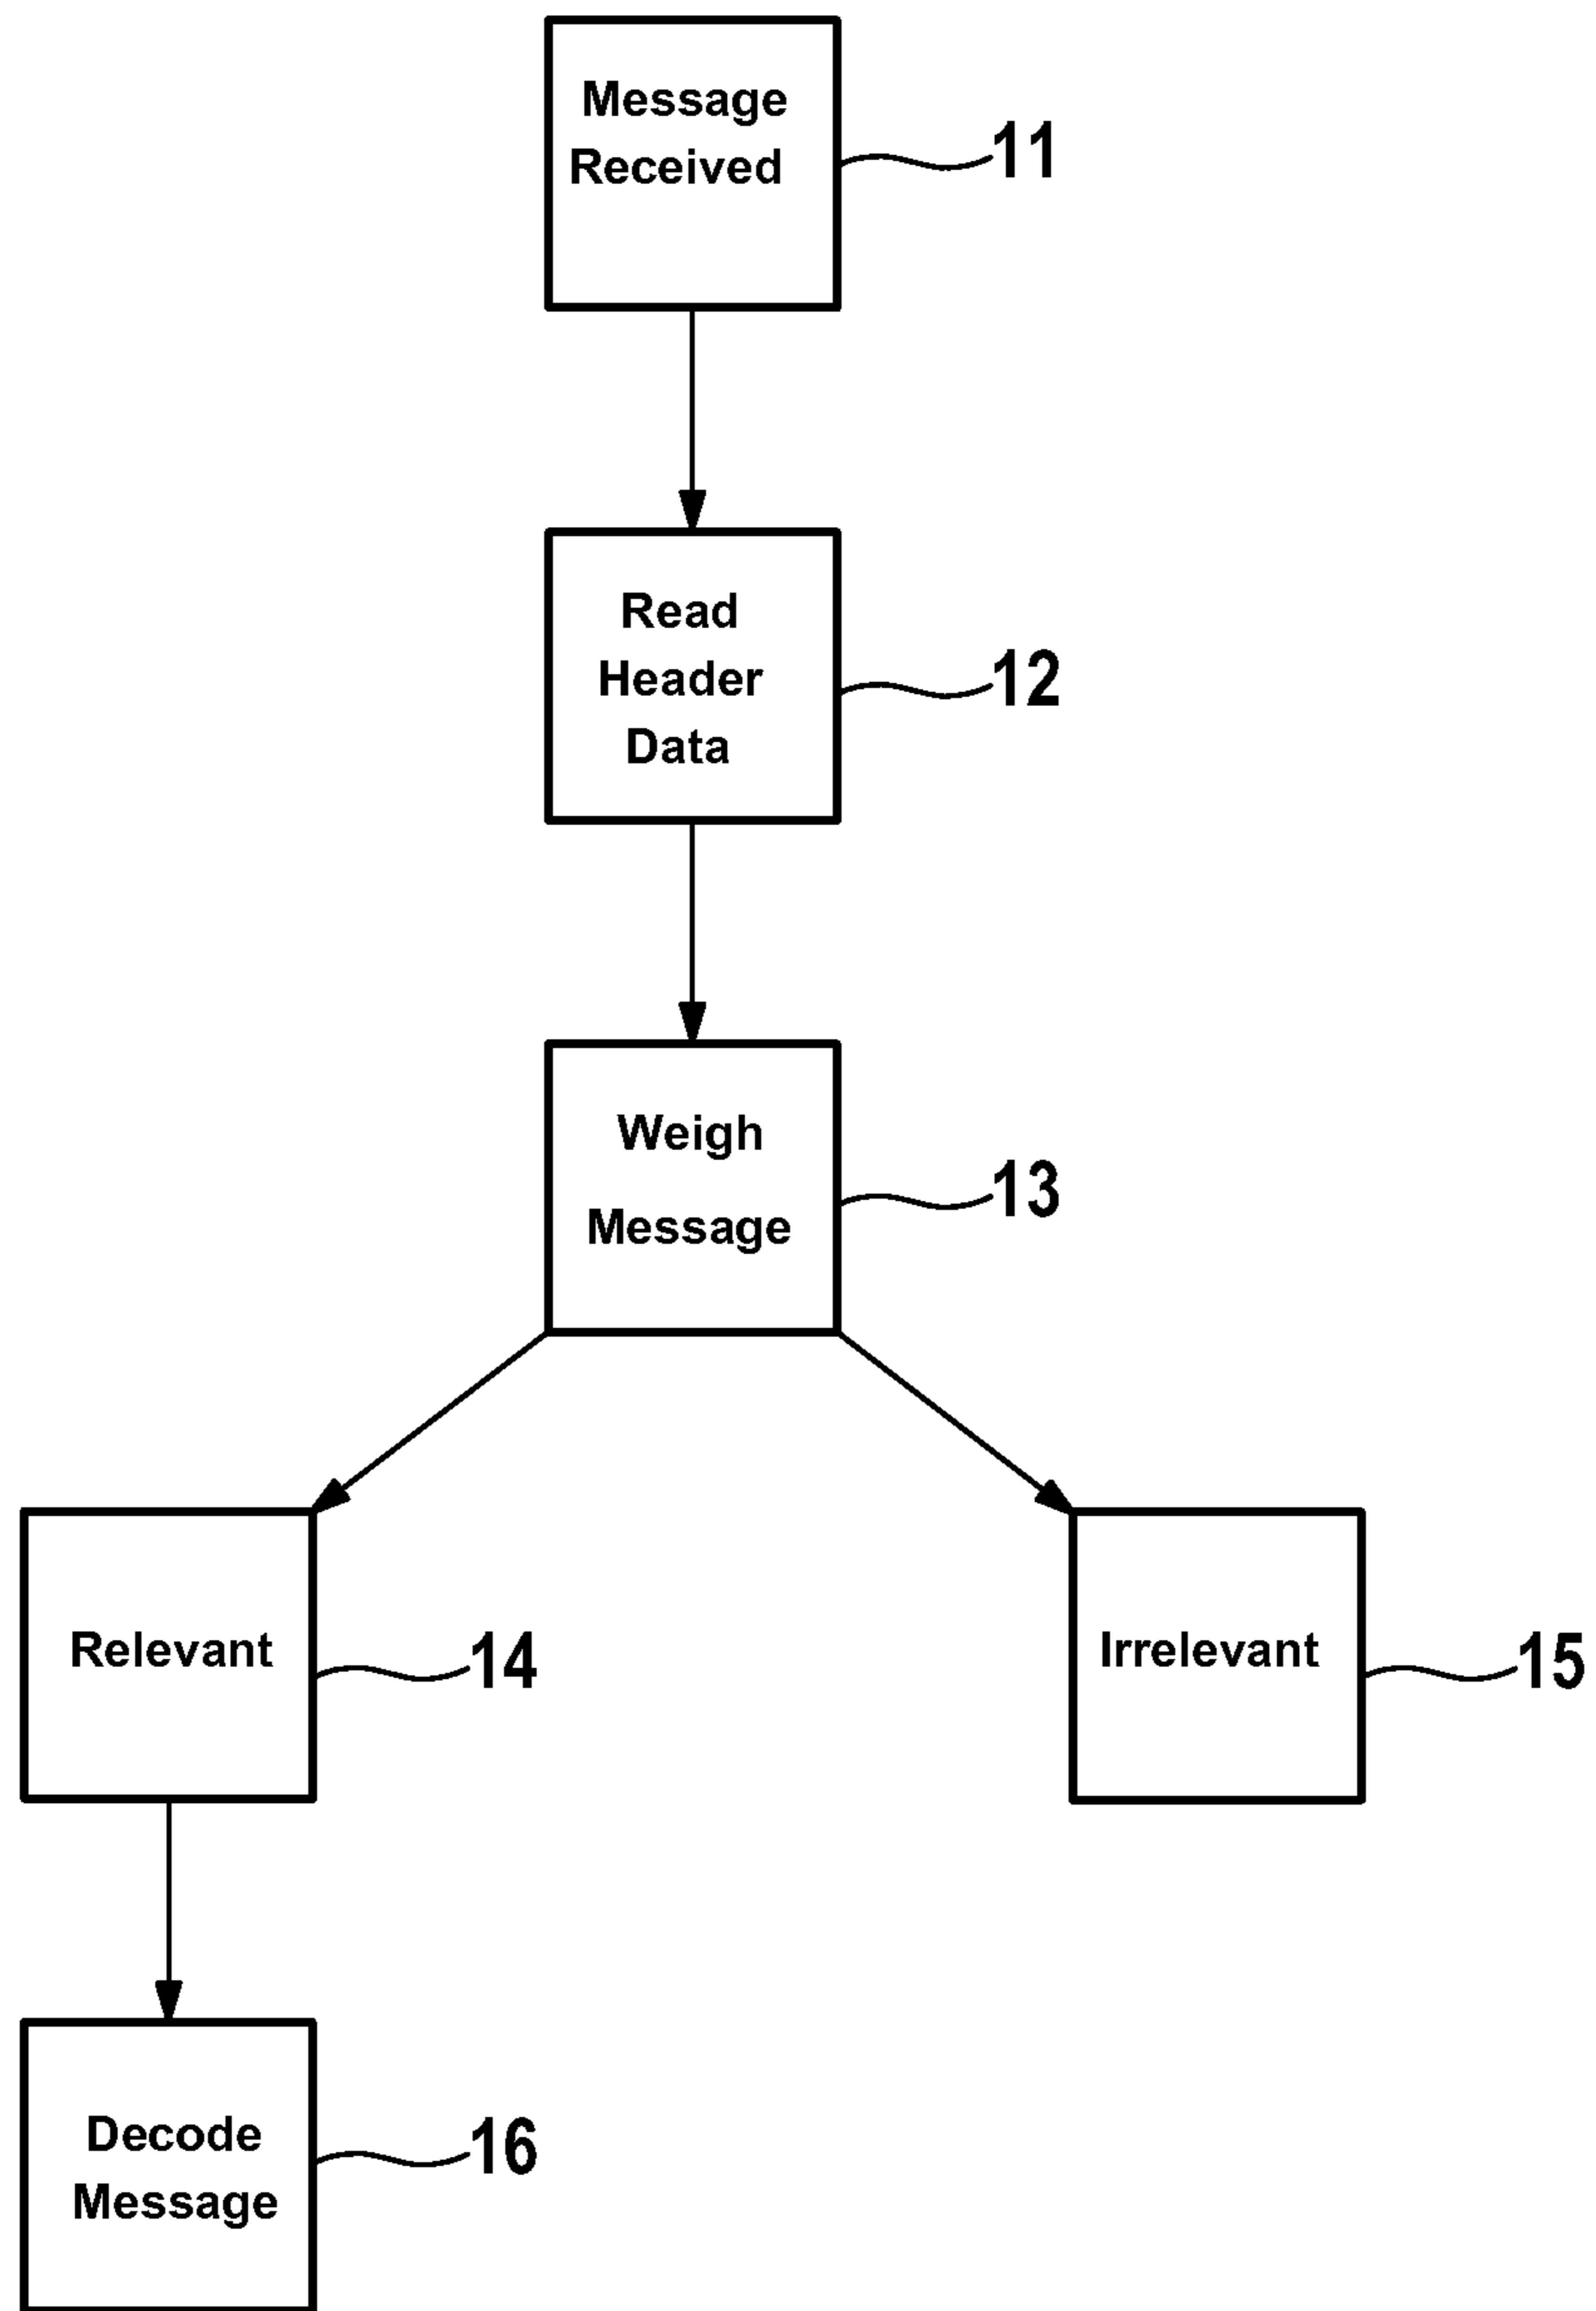 Message
Received
11
Read
Header
Data
12
Weigh
Message
13
Relevant
14
Irrelevant
15
Decode
Message
16